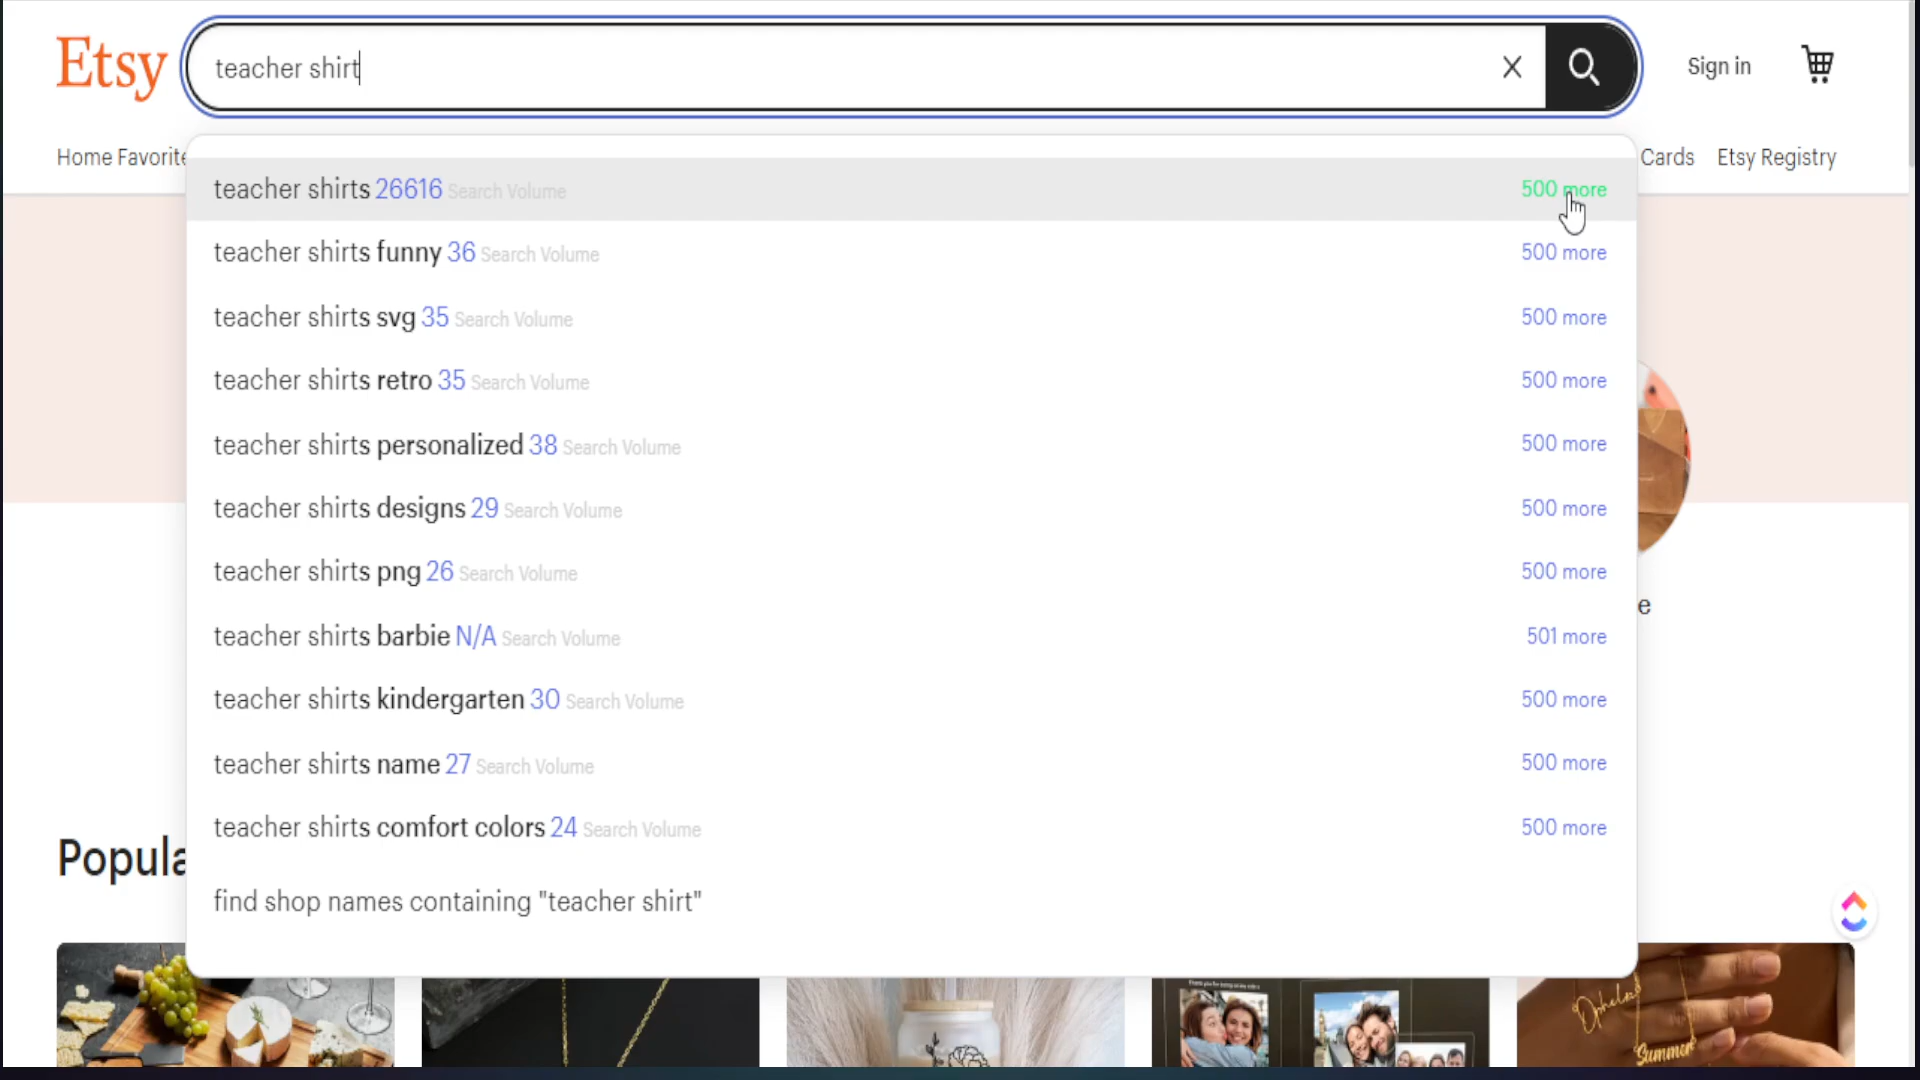 Etsy
teacher shirt
Sign in
Home Favorite
Cards
Etsy Registry
teacher shirts 26616 Search Volume 500 more
teacher shirts funny 36 Search Volume 500 more
teacher shirts svg 35 Search Volume 500 more
teacher shirts retro 35 Search Volume 500 more
teacher shirts personalized 38 Search Volume 500 more
teacher shirts designs 29 Search Volume 500 more
teacher shirts png 26 Search Volume 500 more
teacher shirts barbie N/A Search Volume 501 more
teacher shirts kindergarten 30 Search Volume 500 more
teacher shirts name 27 Search Volume 500 more
teacher shirts comfort colors 24 Search Volume 500 more
find shop names containing "teacher shirt"
e
Popula
Ophelia
Summer